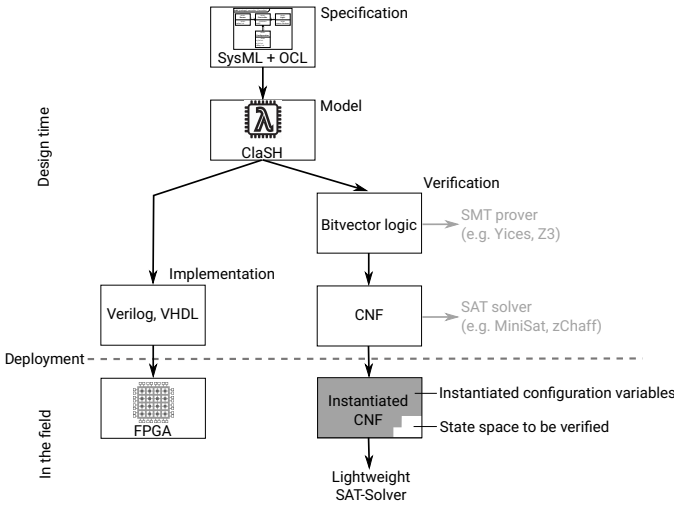 Specification
SysML + OCL
Model
λ
ClaSH
Design time
Verification
Bitvector logic
SMT prover
(e.g. Yices, Z3)
Implementation
Verilog, VHDL
CNF
SAT solver
(e.g. MiniSat, zChaff)
Deployment
In the field
FPGA
Instantiated
CNF
Instantiated configuration variables
State space to be verified
Lightweight
SAT-Solver